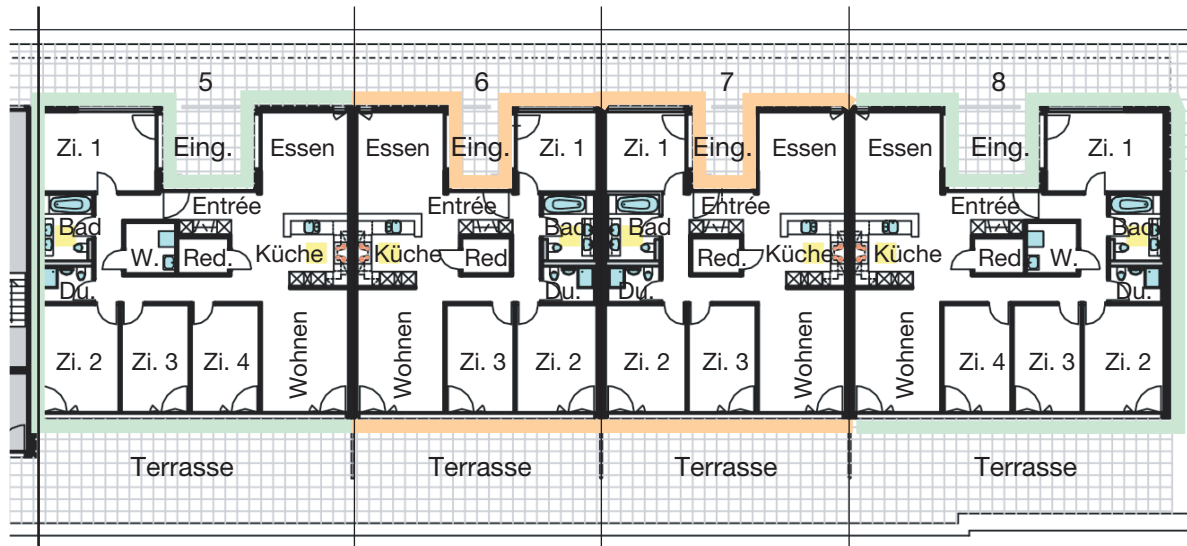 5 6 7 8
Zi. 1 Eing. Essen Essen Eing. Zi. 1 Zi. 1 Eing. Essen Essen Eing. Zi. 1
Entrée Entrée Entrée Entrée
Bad Bad Bad Bad
W. Red. Küche Küche Red Red. Küche Küche Red W.
Du. Du. Du. Du.
Zi. 2 Zi. 3 Zi. 4 Wohnen Wohnen Zi. 3 Zi. 2 Zi. 2 Zi. 3 Wohnen Wohnen Zi. 4 Zi. 3 Zi. 2
Terrasse Terrasse Terrasse Terrasse